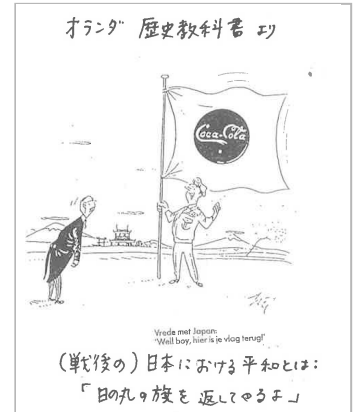 オランダ 歴史教科書 より
Coca-Cola
Vrede met Japan:
'Well boy, hier is je vlag terug!'
(戦後の) 日本における平和とは:
「日の丸の旗を返してやるよ」